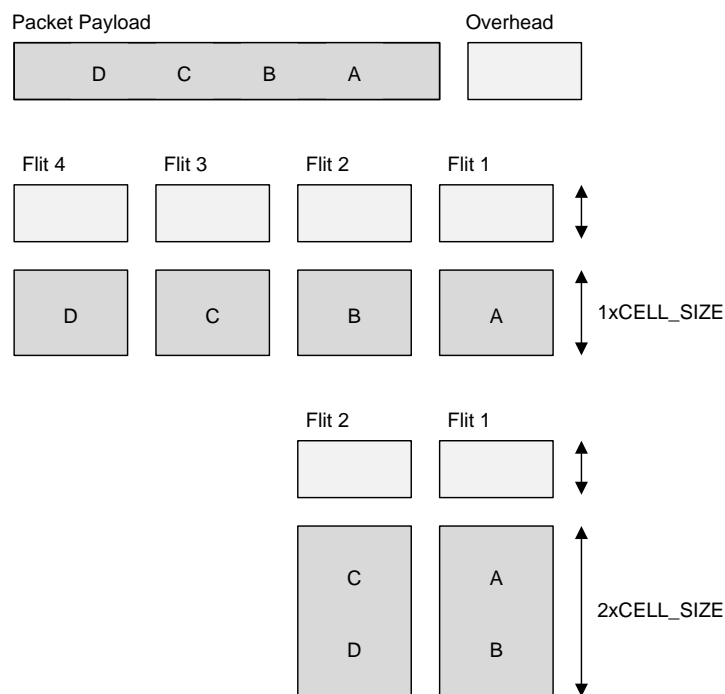 Packet Payload Overhead
D C B A
Flit 4 Flit 3 Flit 2 Flit 1
D C B A 1xCELL_SIZE
Flit 2 Flit 1
C A
2xCELL_SIZE
D B